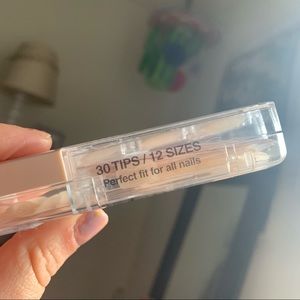 30 TIPS / 12 SIZES
Perfect fit for all nails